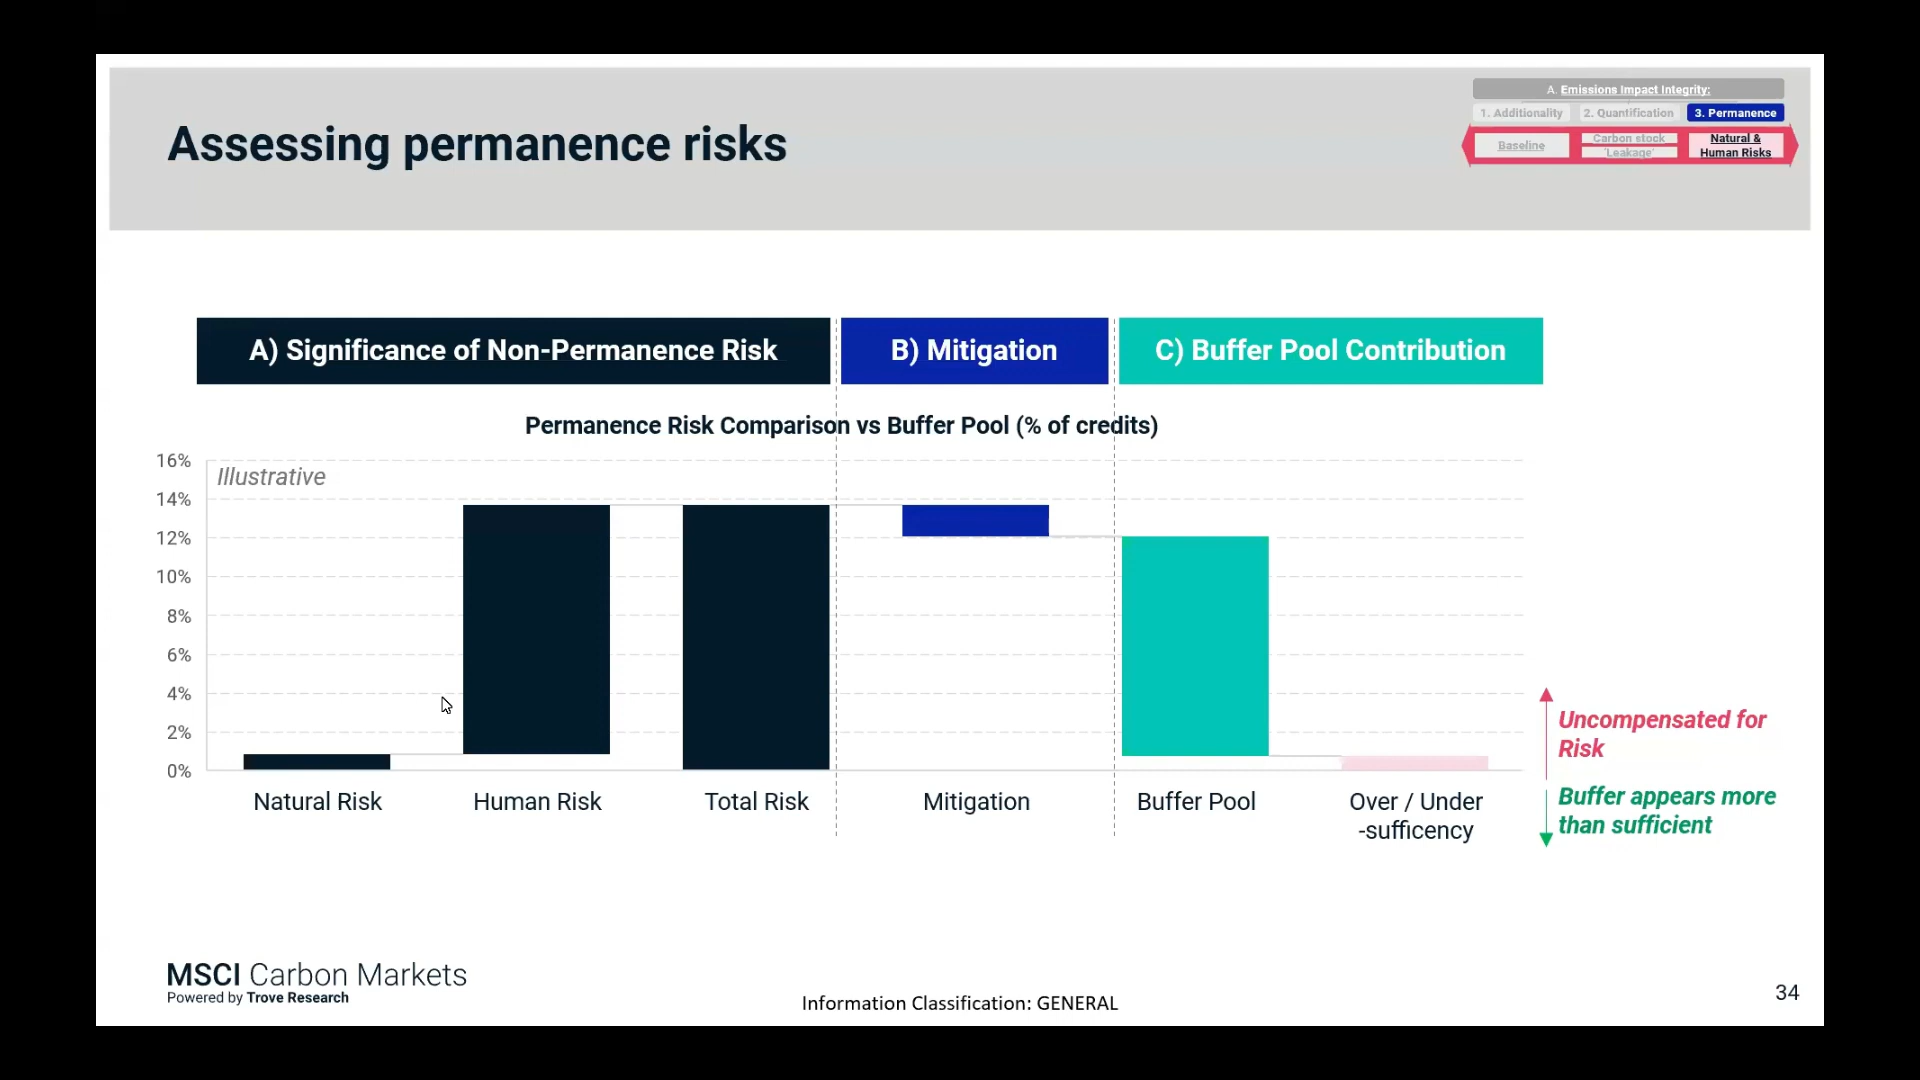 Assessing permanence risks
A. Emissions Impact Integrity:
1. Additionality
2. Quantification
3. Permanence
Baseline
Carbon stock
'Leakage'
Natural &
Human Risks
A) Significance of Non-Permanence Risk
B) Mitigation
C) Buffer Pool Contribution
Permanence Risk Comparison vs Buffer Pool (% of credits)
Illustrative
16%
14%
12%
10%
8%
6%
4%
2%
0%
Natural Risk
Human Risk
Total Risk
Mitigation
Buffer Pool
Over / Under
-sufficency
Uncompensated for
Risk
Buffer appears more
than sufficient
MSCI Carbon Markets
Powered by Trove Research
Information Classification: GENERAL
34